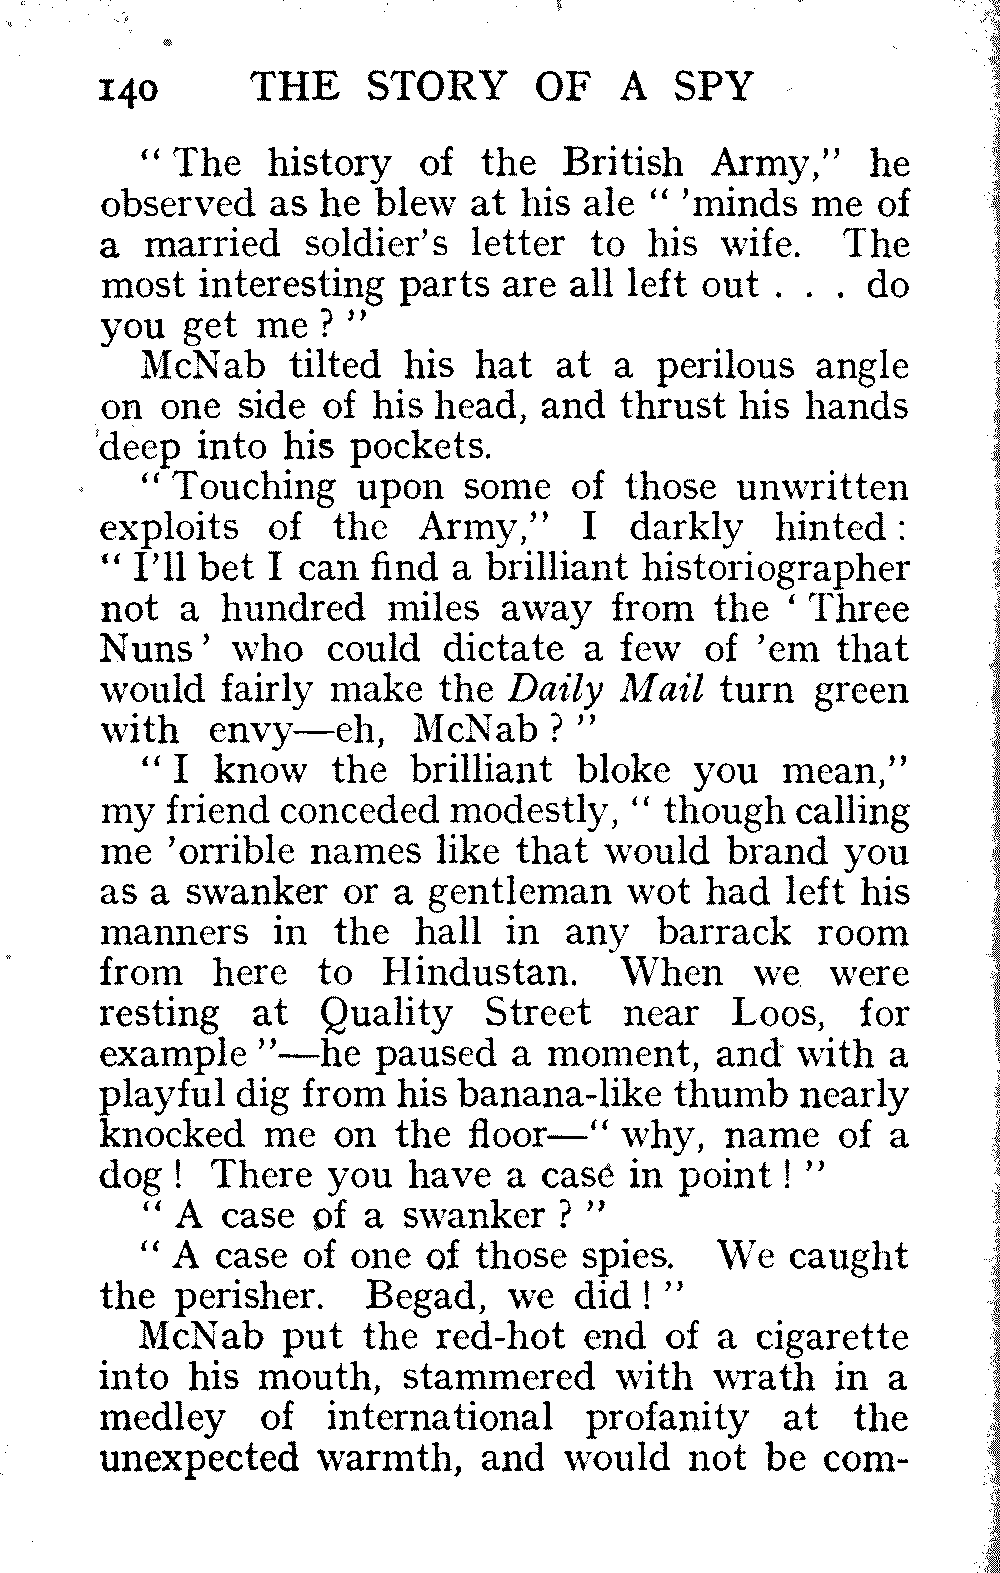 140 THE STORY OF A SPY
“ The history of the British Army,” he
observed as he blew at his ale “ ’minds me of
a married soldier’s letter to his wife. The
most interesting parts are all left out . . . do
you get me ? ”
McNab tilted his hat at a perilous angle
on one side of his head, and thrust his hands
deep into his pockets.
“ Touching upon some of those unwritten
exploits of the Army,” I darkly hinted :
“ I’ll bet I can find a brilliant historiographer
not a hundred miles away from the ‘ Three
Nuns ’ who could dictate a few of ’em that
would fairly make the Daily Mail turn green
with envy—eh, McNab ? ”
“ I know the brilliant bloke you mean,”
my friend conceded modestly, “ though calling
me ’orrible names like that would brand you
as a swanker or a gentleman wot had left his
manners in the hall in any barrack room
from here to Hindustan. When we were
resting at Quality Street near Loos, for
example ”—he paused a moment, and with a
playful dig from his banana-like thumb nearly
knocked me on the floor—“ why, name of a
dog ! There you have a case in point ! ”
“ A case of a swanker ? ”
“ A case of one of those spies. We caught
the perisher. Begad, we did ! ”
McNab put the red-hot end of a cigarette
into his mouth, stammered with wrath in a
medley of international profanity at the
unexpected warmth, and would not be com-